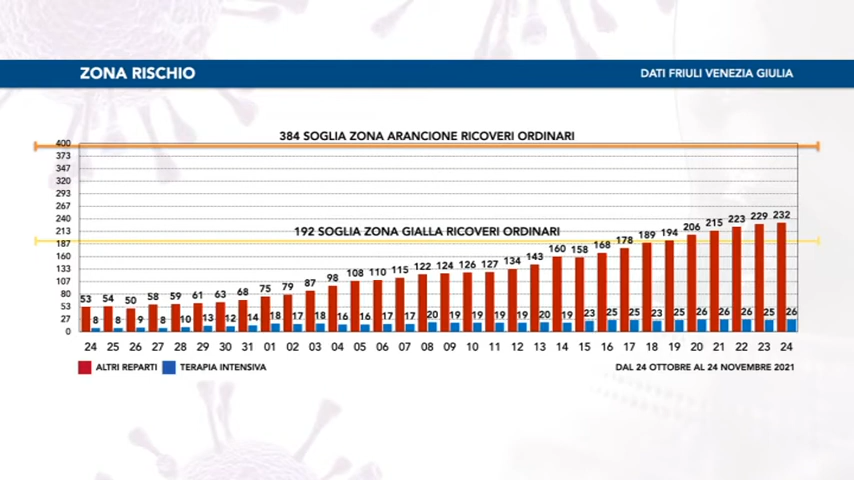 ZONA RISCHIO
DATI FRIULI VENEZIA GIULIA
384 SOGLIA ZONA ARANCIONE RICOVERI ORDINARI
400
373
347
320
293
267
240
213
187
160
133
107
80
53
27
0
192 SOGLIA ZONA GIALLA RICOVERI ORDINARI
53 54 50 58 59 61 63 68 75 79 87 98 108 110 115 122 124 126 127 134 143 160 158 168 178 189 194 206 215 223 229 232
8 8 9 8 10 13 12 14 18 17 18 16 16 17 17 20 19 19 19 19 20 19 23 25 25 23 25 26 26 26 25 26
24 25 26 27 28 29 30 31 01 02 03 04 05 06 07 08 09 10 11 12 13 14 15 16 17 18 19 20 21 22 23 24
ALTRI REPARTI TERAPIA INTENSIVA
DAL 24 OTTOBRE AL 24 NOVEMBRE 2021